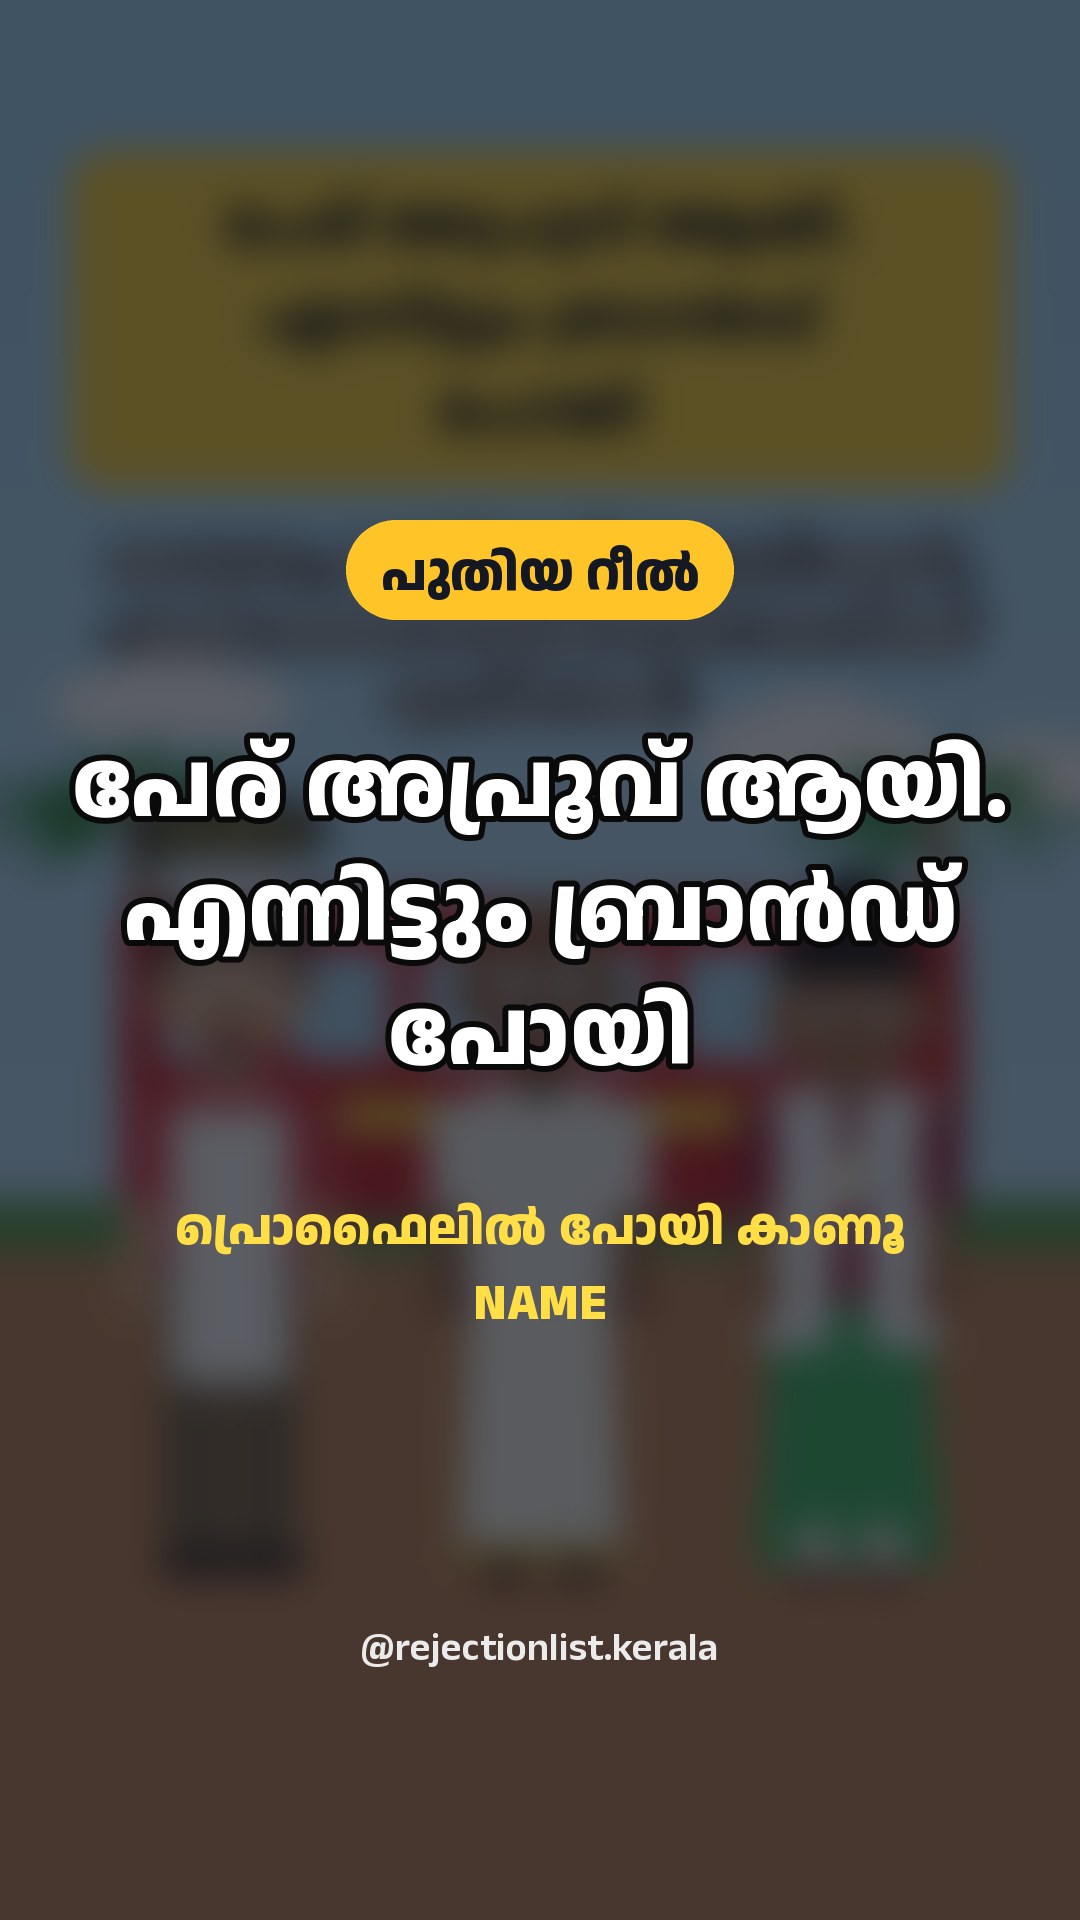 പുതിയ റീൽ
പേര് അപ്രൂവ് ആയി.
എന്നിട്ടും ബ്രാൻഡ്
പോയി
പ്രൊഫൈലിൽ പോയി കാണൂ
NAME
@rejectionlist.kerala